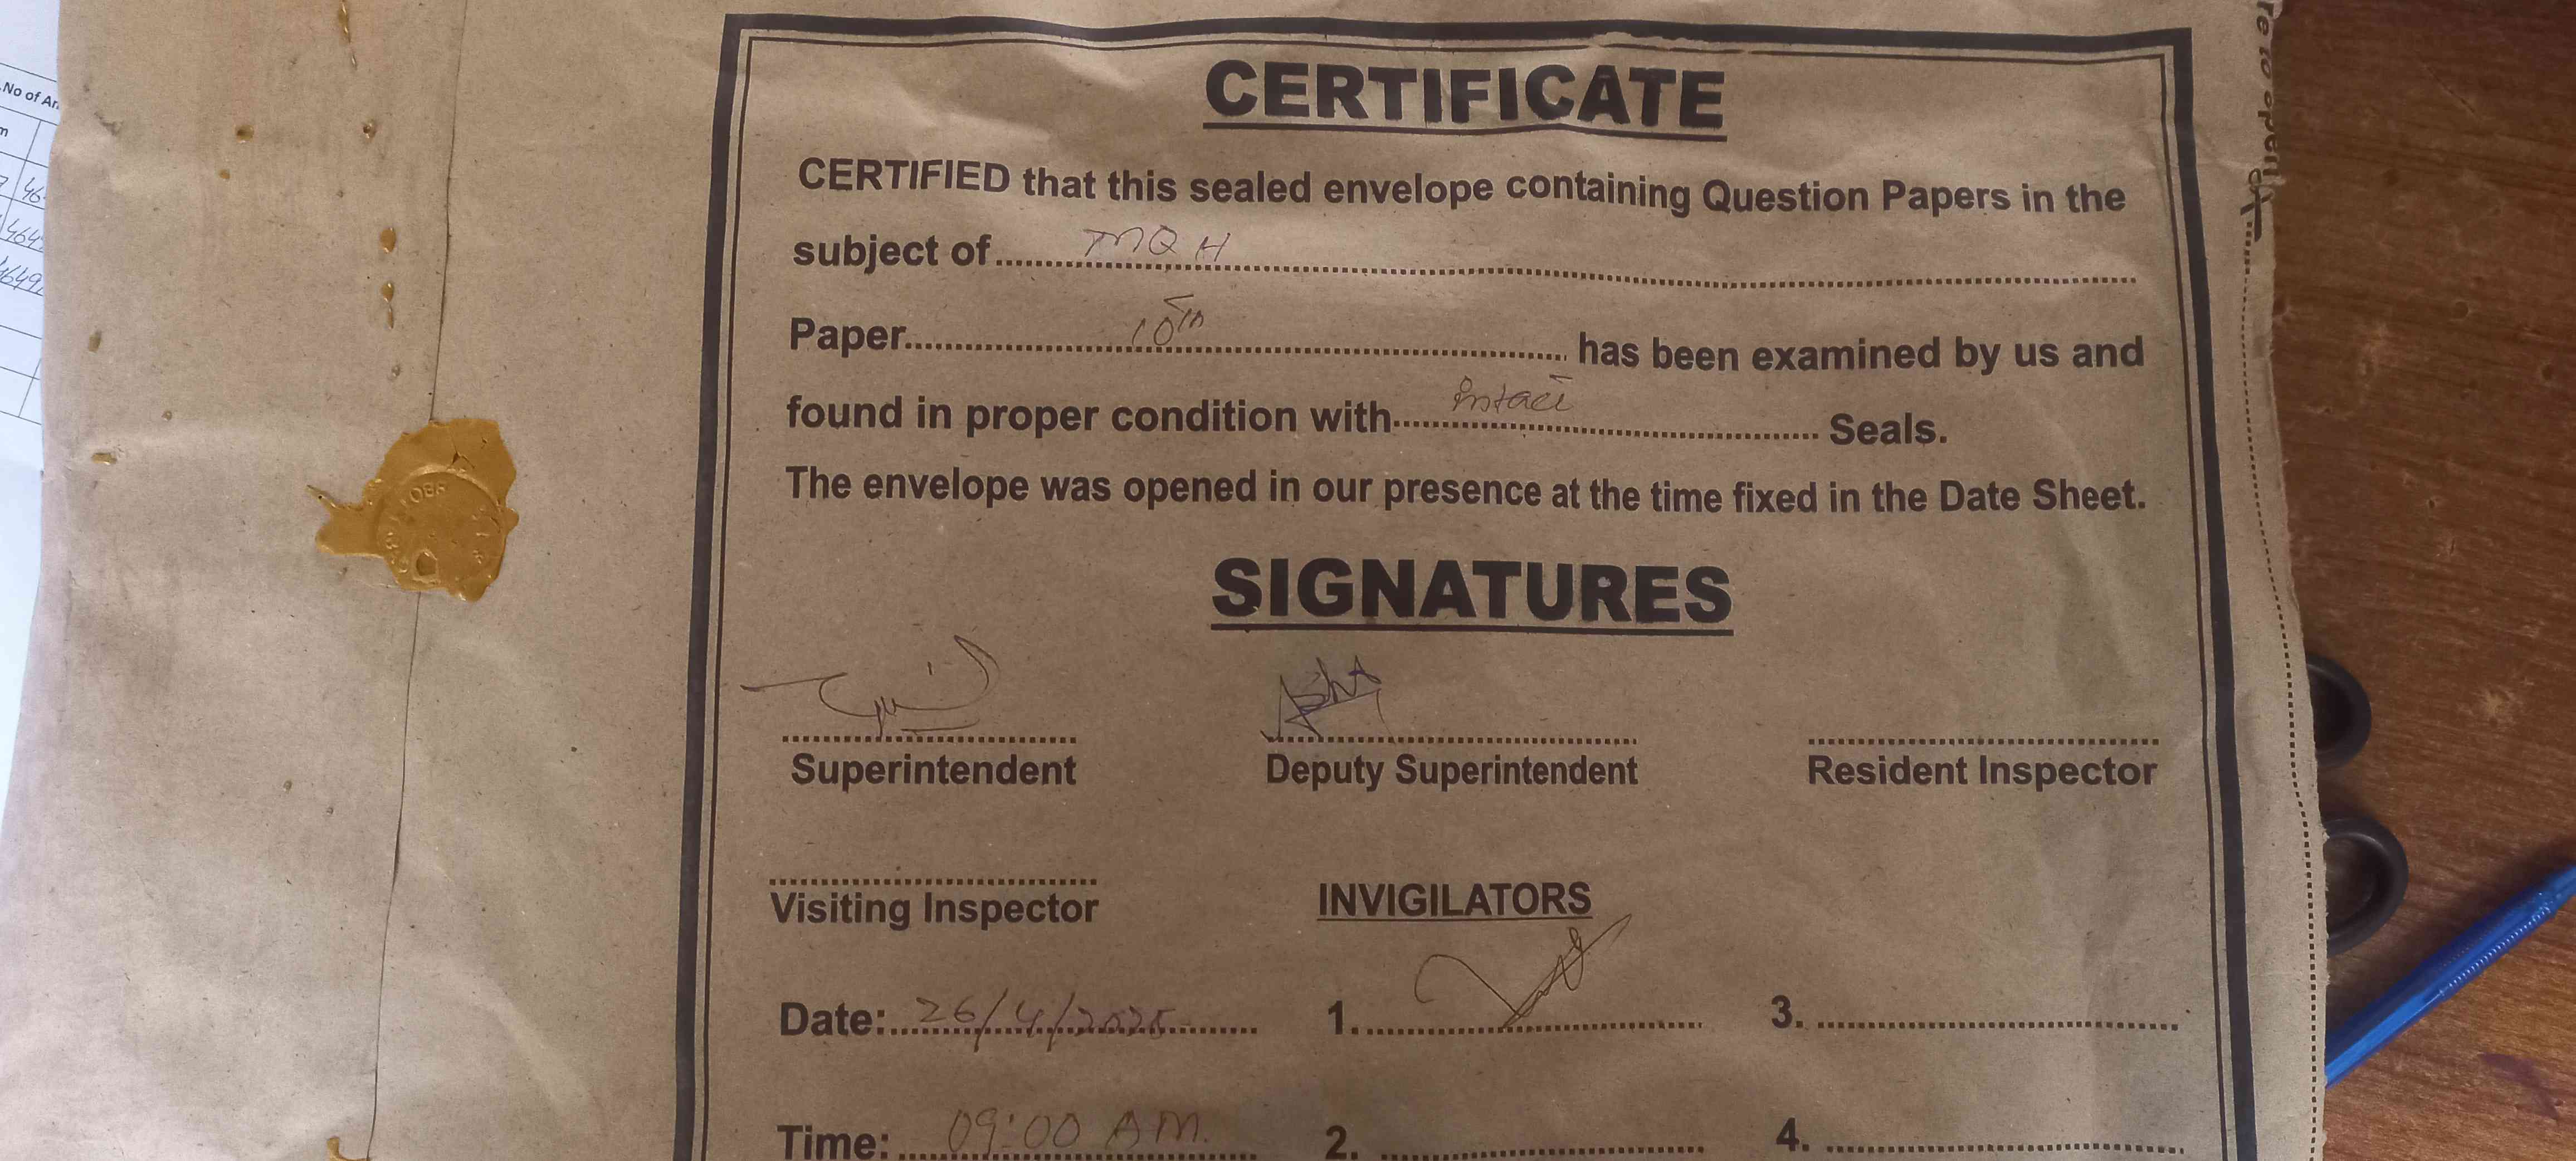 CERTIFICATE
CERTIFIED that this sealed envelope containing Question Papers in the
subject of MQH
Paper 10th has been examined by us and
found in proper condition with intact Seals.
The envelope was opened in our presence at the time fixed in the Date Sheet.
SIGNATURES
Superintendent Deputy Superintendent Resident Inspector
Visiting Inspector INVIGILATORS
Date: 26/4/2025 1. 3.
Time: 09:00 AM. 2. 4.
No of